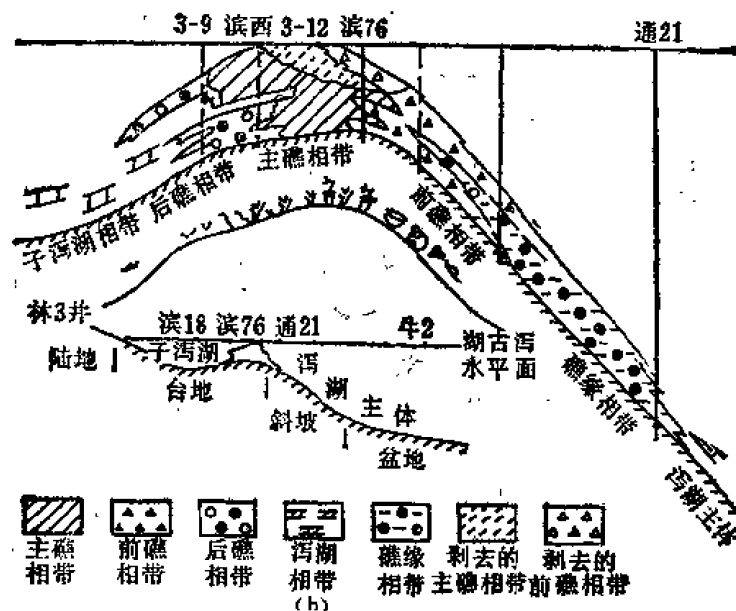 3-9 滨西 3-12 滨76 通21
主礁相带
后礁相带
子泻湖相带
前礁相带
礁缘相带
泻湖主体
林3井
滨18 滨76 通21 牛2
湖古泻
水平面
陆地
子泻湖
台地
泻湖主体
斜坡
盆地
主礁
相带
前礁
相带
后礁
相带
泻湖
相带
礁缘
相带
剥去的
主礁相带
剥去的
前礁相带
(b)